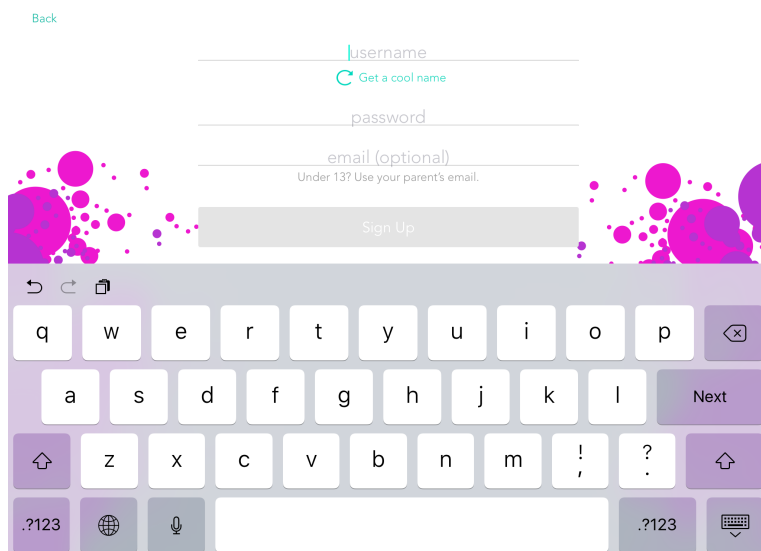 Back
username
Get a cool name
password
email (optional)
Under 13? Use your parent's email.
Sign Up
q w e r t y u i o p
a s d f g h j k l Next
z x c v b n m ! , ? .
.?123 .?123